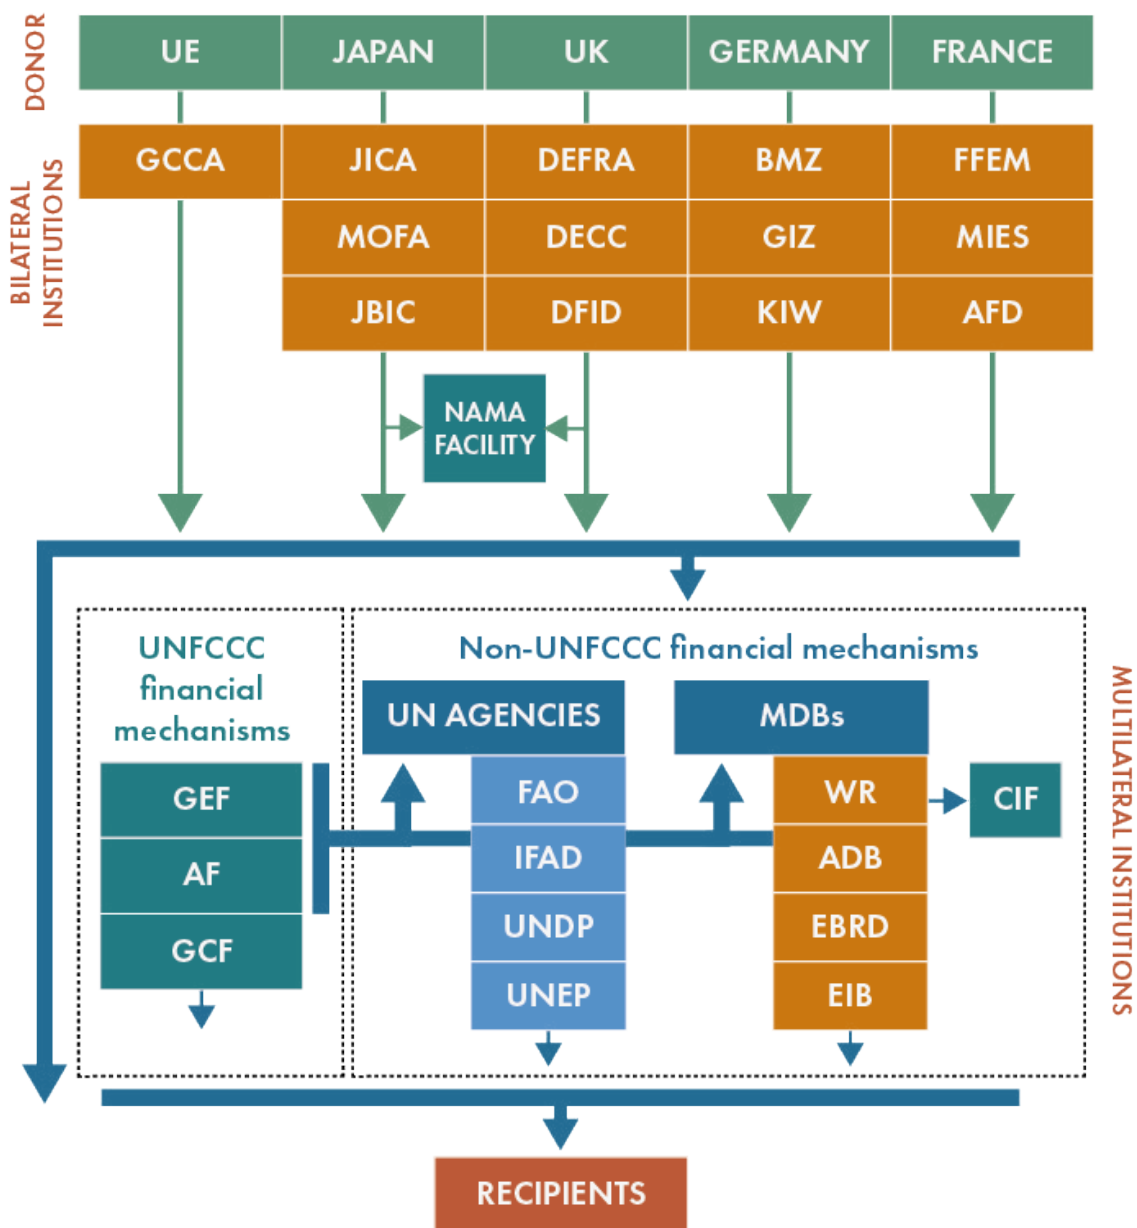 DONOR
UE
JAPAN
UK
GERMANY
FRANCE
BILATERAL
INSTITUTIONS
GCCA
JICA
DEFRA
BMZ
FFEM
MOFA
DECC
GIZ
MIES
JBIC
DFID
KIW
AFD
NAMA
FACILITY
UNFCCC
financial
mechanisms
GEF
AF
GCF
Non-UNFCCC financial mechanisms
UN AGENCIES
FAO
IFAD
UNDP
UNEP
MDBs
WR
ADB
EBRD
EIB
CIF
MULTILATERAL INSTITUTIONS
RECIPIENTS